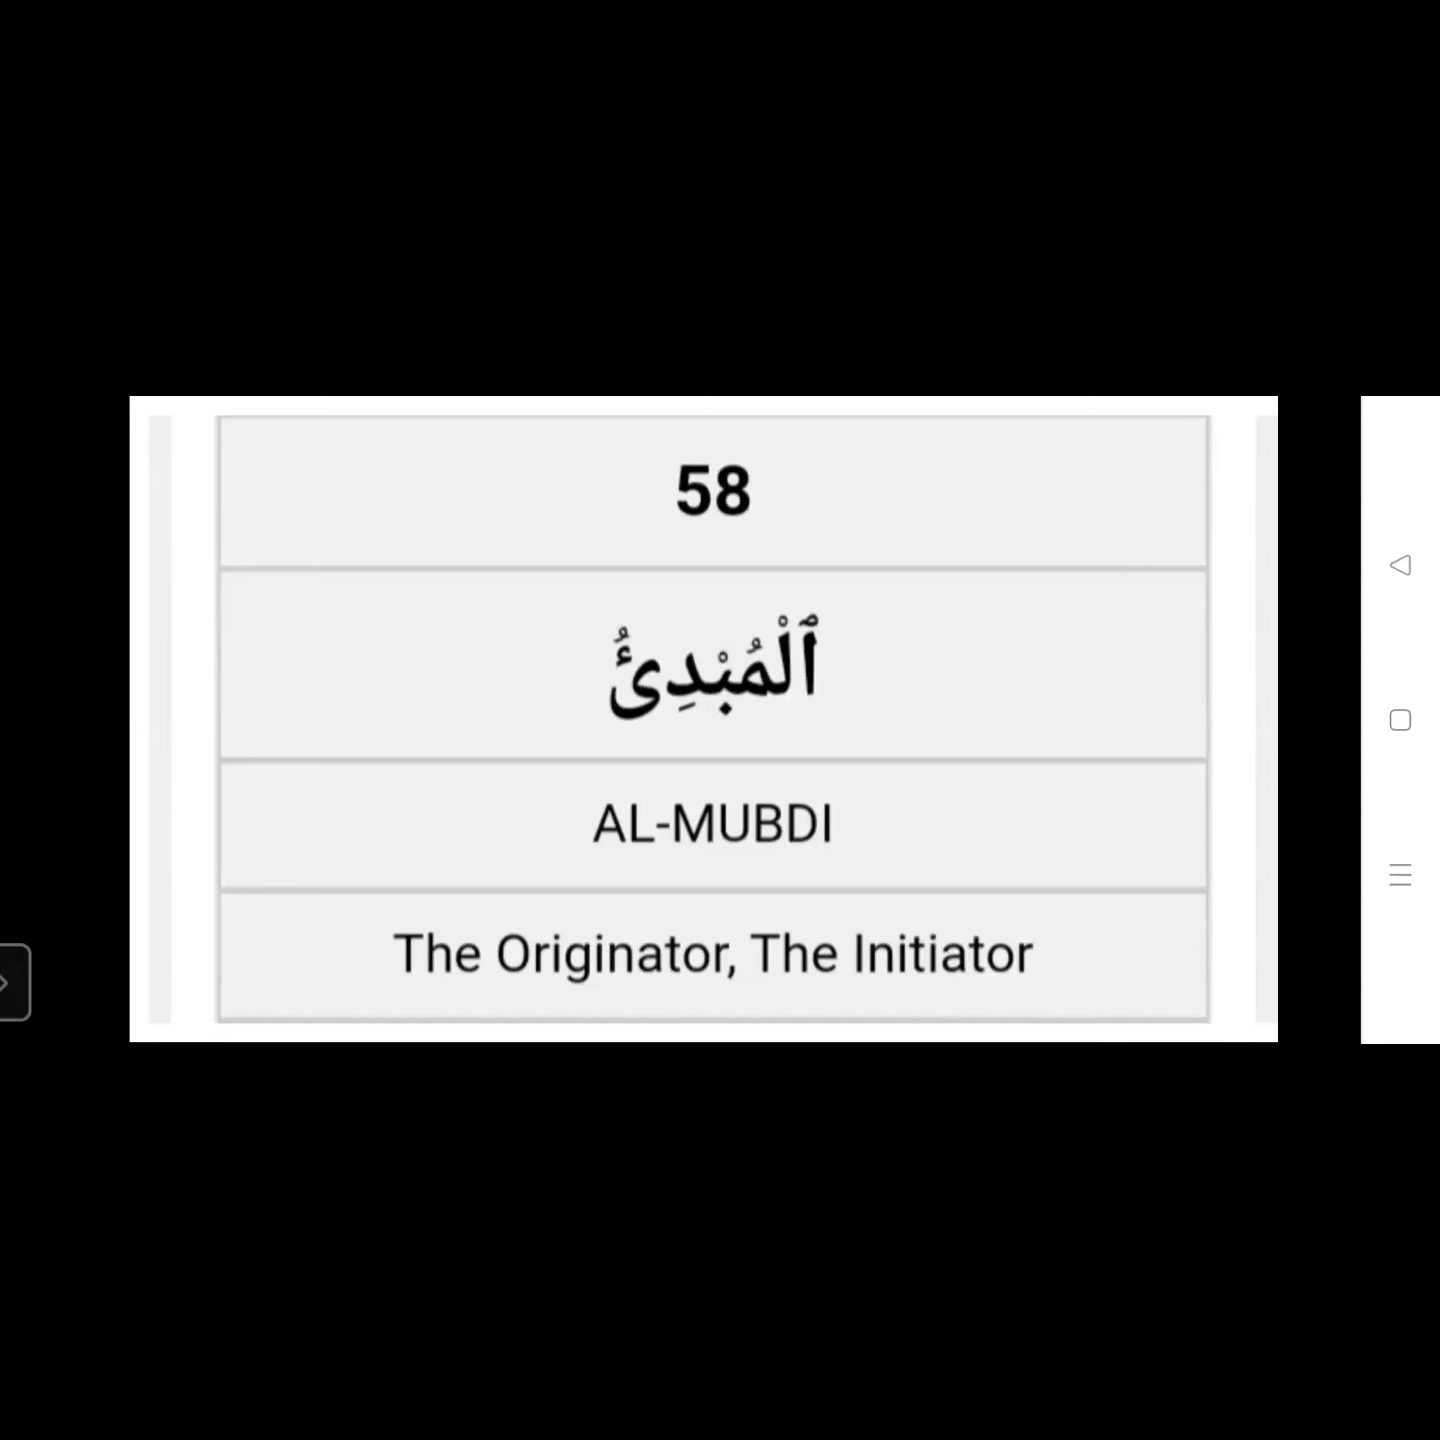 58
ٱلْمُبْدِئُ
AL-MUBDI
The Originator, The Initiator